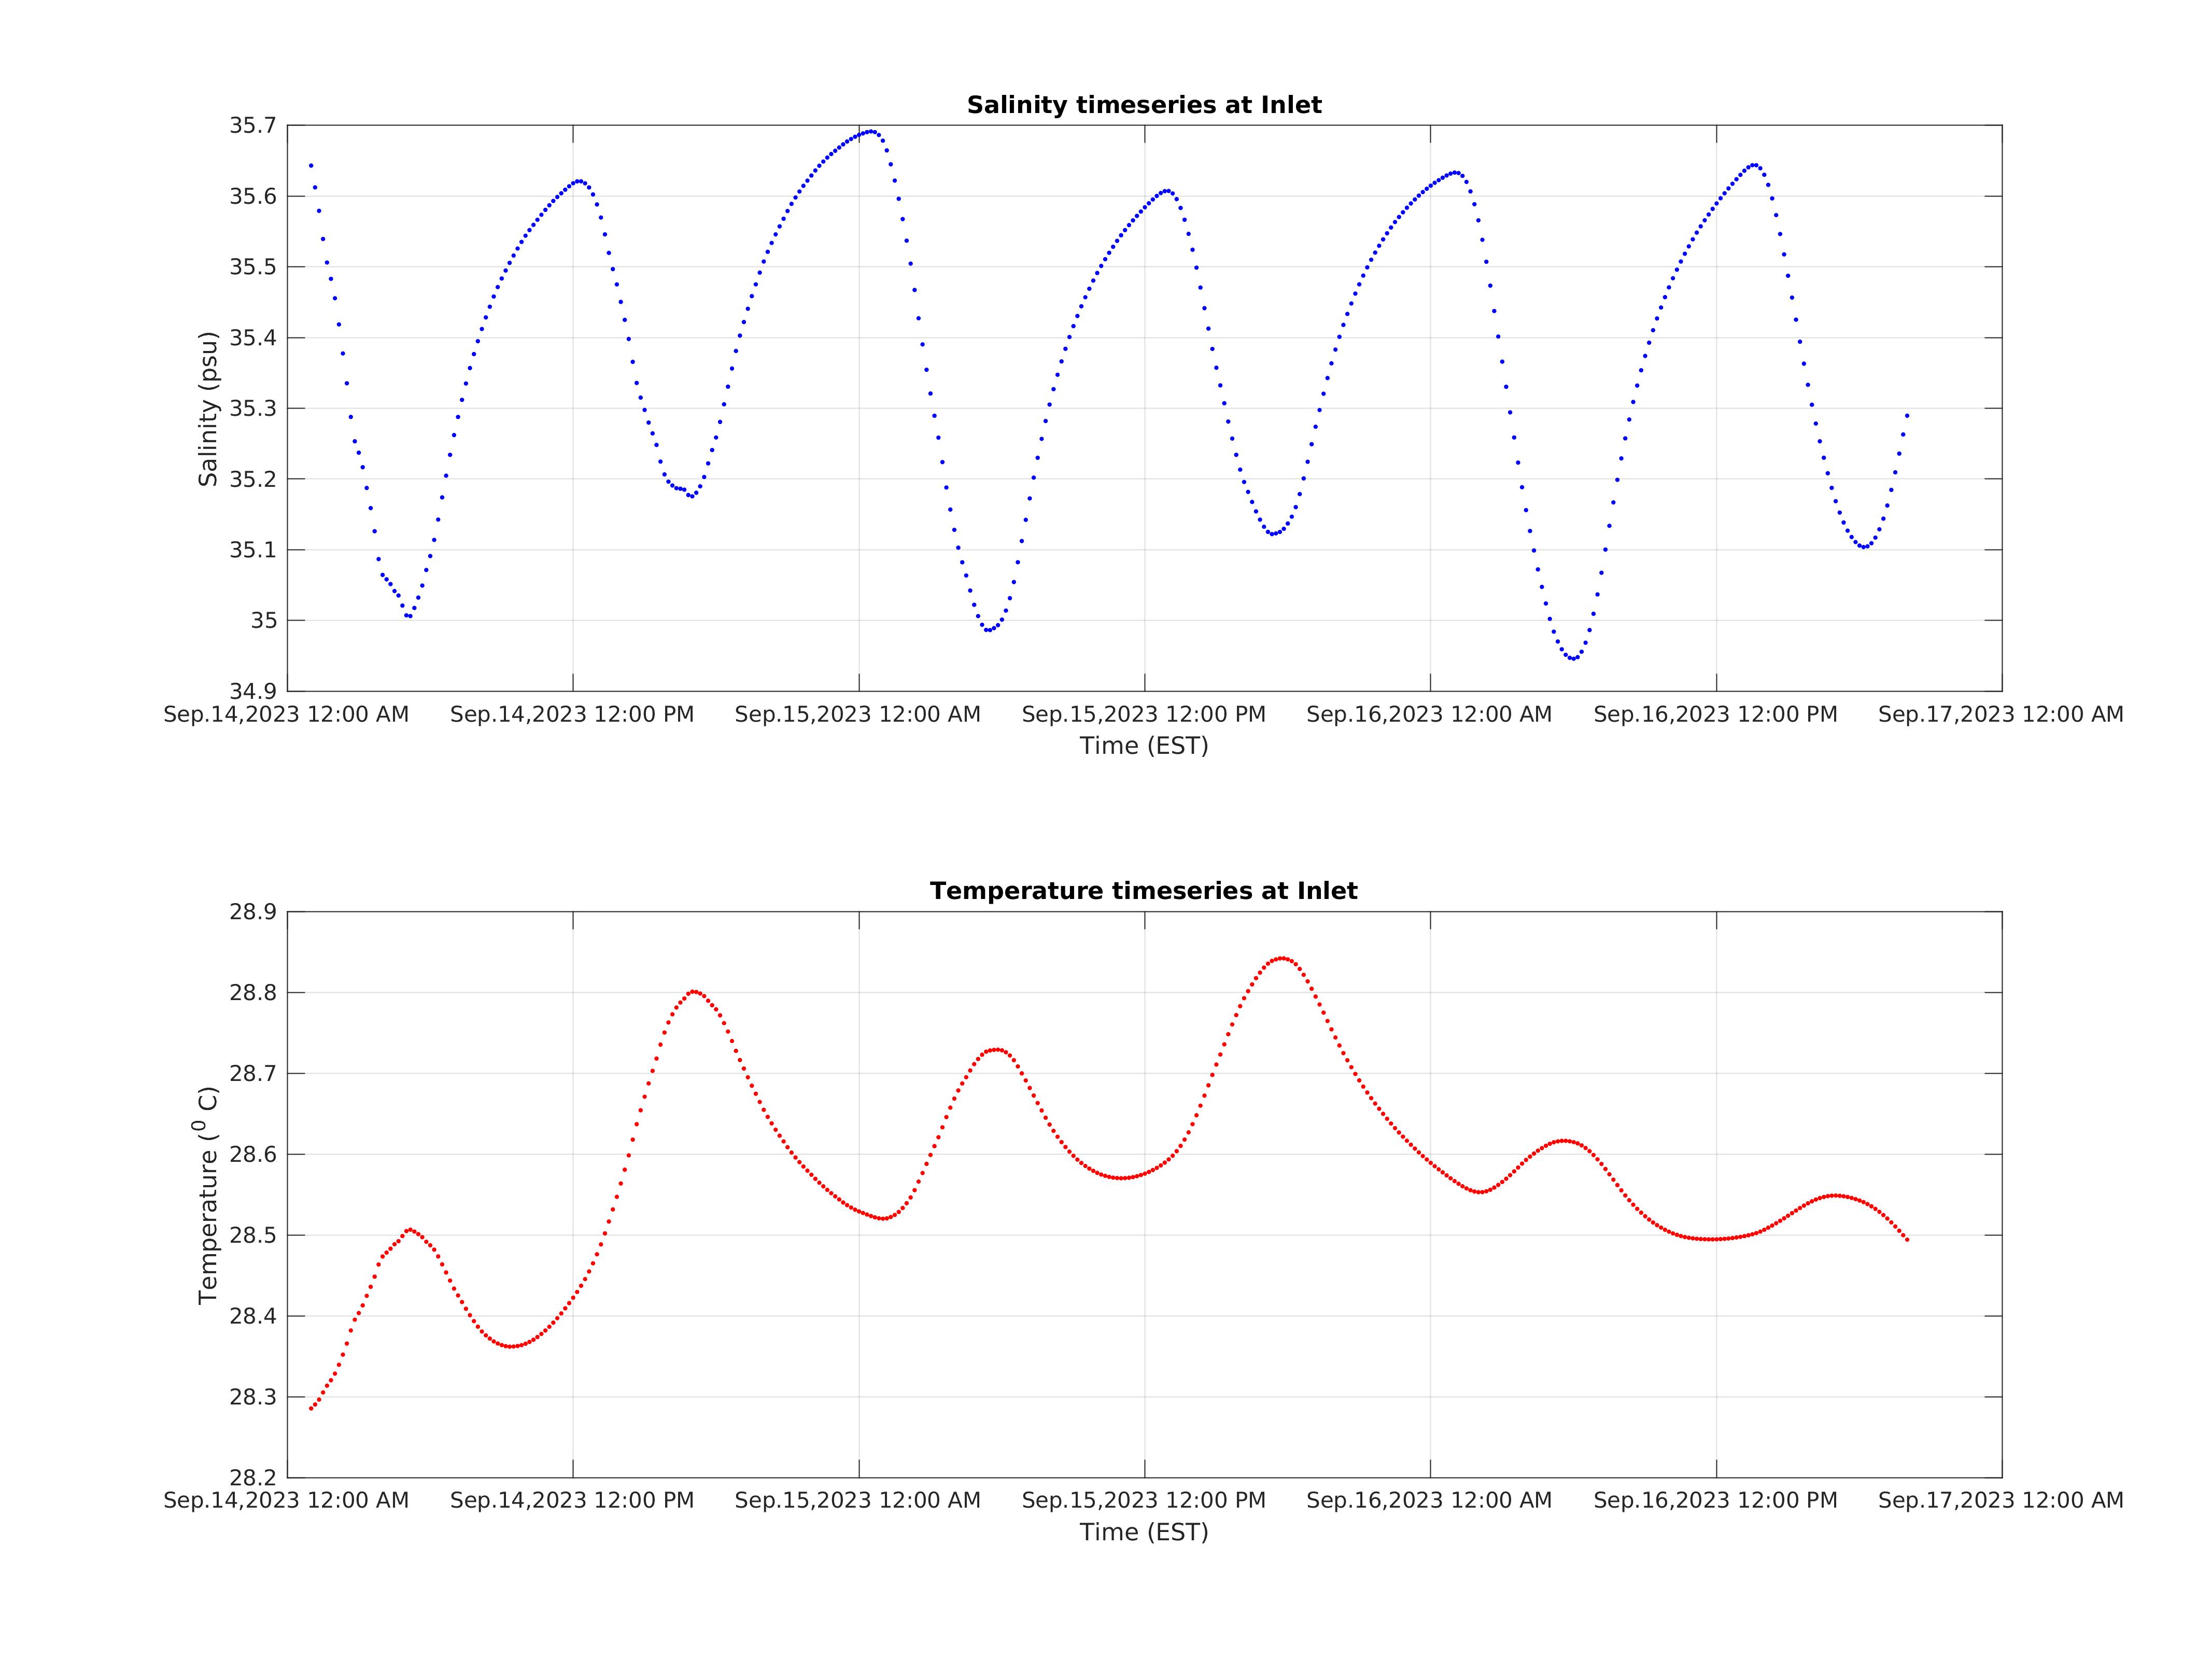 Salinity timeseries at Inlet
35.7
35.6
35.5
35.4
35.3
35.2
35.1
35
34.9
Salinity (psu)
Sep.14,2023 12:00 AM Sep.14,2023 12:00 PM Sep.15,2023 12:00 AM Sep.15,2023 12:00 PM Sep.16,2023 12:00 AM Sep.16,2023 12:00 PM Sep.17,2023 12:00 AM
Time (EST)
Temperature timeseries at Inlet
28.9
28.8
28.7
28.6
28.5
28.4
28.3
28.2
Temperature (⁰ C)
Sep.14,2023 12:00 AM Sep.14,2023 12:00 PM Sep.15,2023 12:00 AM Sep.15,2023 12:00 PM Sep.16,2023 12:00 AM Sep.16,2023 12:00 PM Sep.17,2023 12:00 AM
Time (EST)